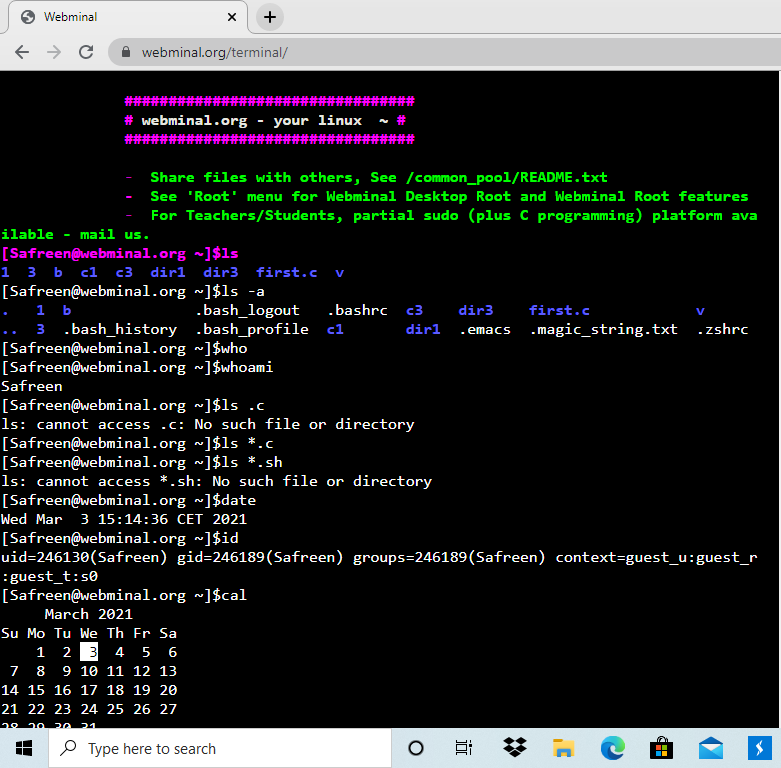 Webminal
webminal.org/terminal/
#################################
# webminal.org - your linux  ~ #
#################################
-  Share files with others, See /common_pool/README.txt
-  See 'Root' menu for Webminal Desktop Root and Webminal Root features
-  For Teachers/Students, partial sudo (plus C programming) platform ava
ilable - mail us.
[Safreen@webminal.org ~]$ls
1  3  b  c1  c3  dir1  dir3  first.c  v
[Safreen@webminal.org ~]$ls -a
.   1  b              .bash_logout   .bashrc  c3    dir3    first.c            v
..  3  .bash_history  .bash_profile  c1       dir1  .emacs  .magic_string.txt  .zshrc
[Safreen@webminal.org ~]$who
[Safreen@webminal.org ~]$whoami
Safreen
[Safreen@webminal.org ~]$ls .c
ls: cannot access .c: No such file or directory
[Safreen@webminal.org ~]$ls *.c
[Safreen@webminal.org ~]$ls *.sh
ls: cannot access *.sh: No such file or directory
[Safreen@webminal.org ~]$date
Wed Mar  3 15:14:36 CET 2021
[Safreen@webminal.org ~]$id
uid=246130(Safreen) gid=246189(Safreen) groups=246189(Safreen) context=guest_u:guest_r
:guest_t:s0
[Safreen@webminal.org ~]$cal
     March 2021
Su Mo Tu We Th Fr Sa
    1  2  3  4  5  6
 7  8  9 10 11 12 13
14 15 16 17 18 19 20
21 22 23 24 25 26 27
28 29 30 31
Type here to search